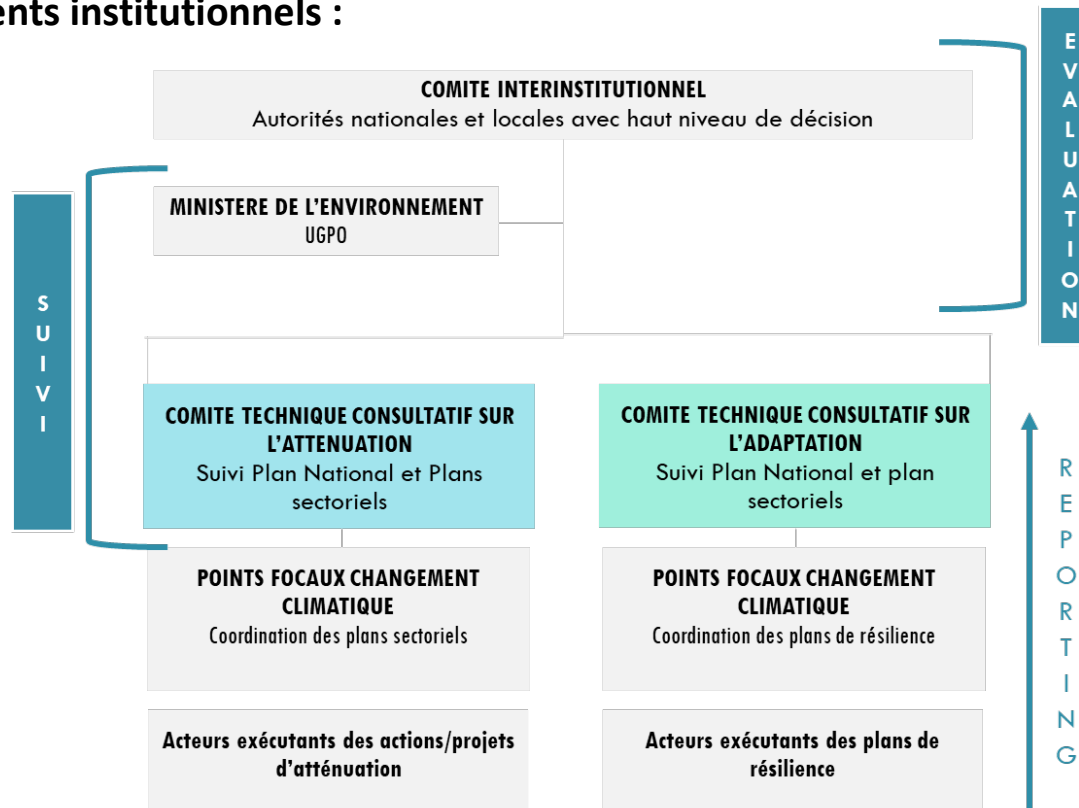 ents institutionnels :
COMITE INTERINSTITUTIONNEL
Autorités nationales et locales avec haut niveau de décision
MINISTERE DE L'ENVIRONNEMENT
UGPO
EVALUATION
SUIVI
COMITE TECHNIQUE CONSULTATIF SUR
L'ATTENUATION
Suivi Plan National et Plans
sectoriels
COMITE TECHNIQUE CONSULTATIF SUR
L'ADAPTATION
Suivi Plan National et plan
sectoriels
POINTS FOCAUX CHANGEMENT
CLIMATIQUE
Coordination des plans sectoriels
POINTS FOCAUX CHANGEMENT
CLIMATIQUE
Coordination des plans de résilience
REPORTING
Acteurs exécutants des actions/projets
d'atténuation
Acteurs exécutants des plans de
résilience